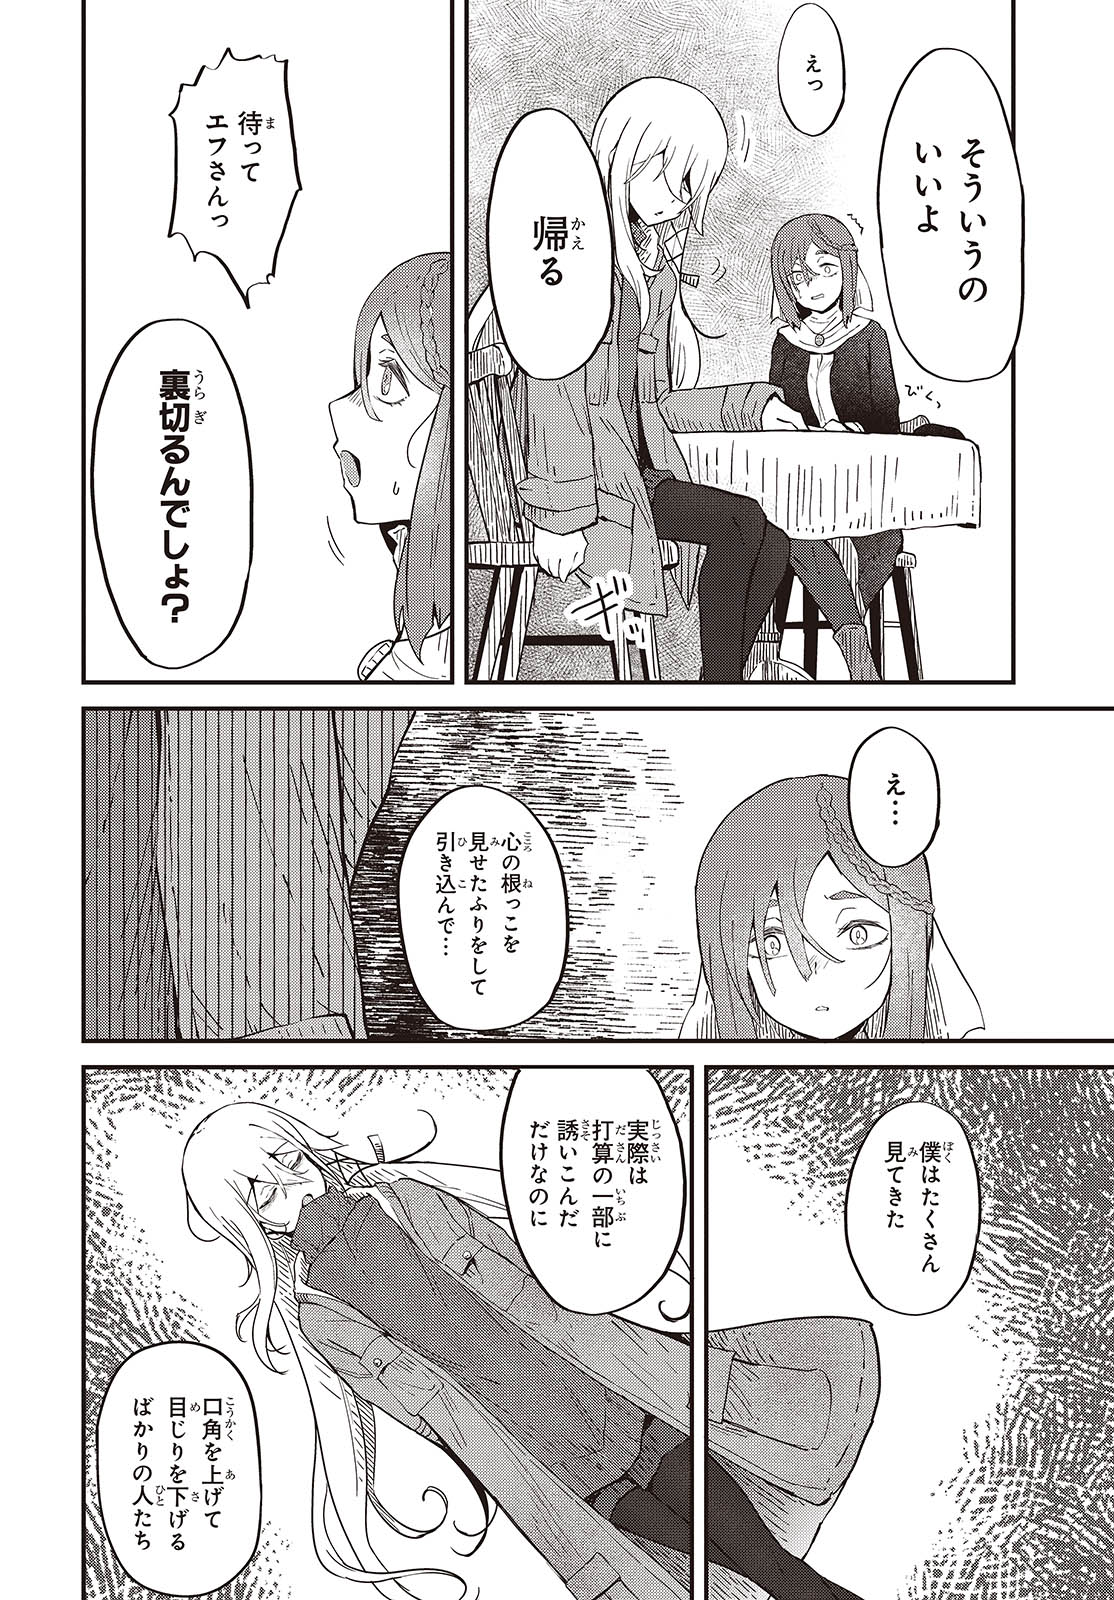 そういうの
いいよ
えっ
びくっ
帰る
ギッ
待って
エフさんっ
裏切るんでしょ？
え…
心の根っこを
見せたふりをして
引き込んで…
僕はたくさん
見てきた
実際は
打算の一部に
誘いこんだ
だけなのに
口角を上げて
目じりを下げる
ばかりの人たち